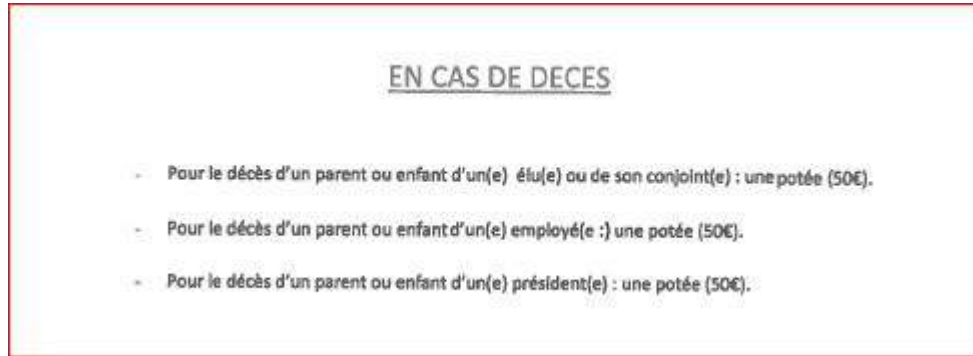 EN CAS DE DECES
- Pour le décès d'un parent ou enfant d'un(e) élu(e) ou de son conjoint(e) : une potée (50€).
- Pour le décès d'un parent ou enfant d'un(e) employé(e :) une potée (50€).
- Pour le décès d'un parent ou enfant d'un(e) président(e) : une potée (50€).